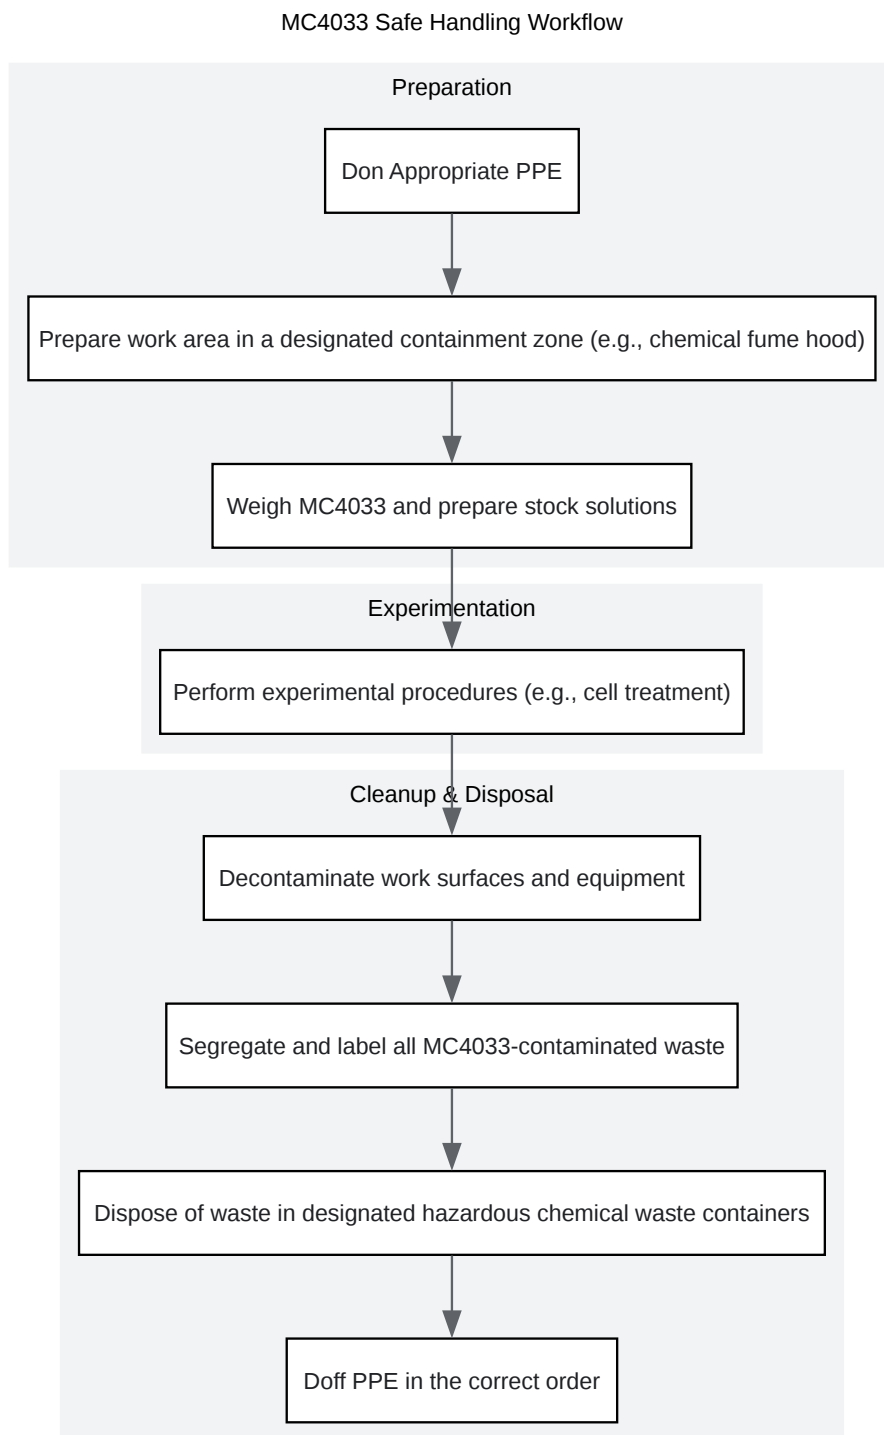 MC4033 Safe Handling Workflow
Preparation
Don Appropriate PPE
Prepare work area in a designated containment zone (e.g., chemical fume hood)
Weigh MC4033 and prepare stock solutions
Experimentation
Perform experimental procedures (e.g., cell treatment)
Cleanup & Disposal
Decontaminate work surfaces and equipment
Segregate and label all MC4033-contaminated waste
Dispose of waste in designated hazardous chemical waste containers
Doff PPE in the correct order